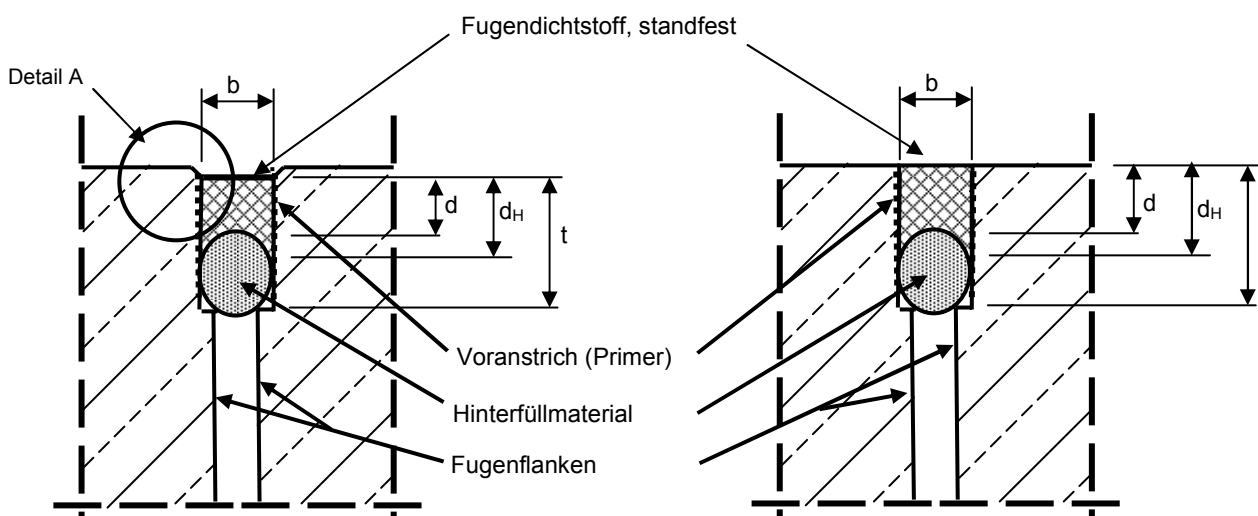 Fugendichtstoff, standfest
Detail A
b
b
d
dH
t
d
dH
Voranstrich (Primer)
Hinterfüllmaterial
Fugenflanken